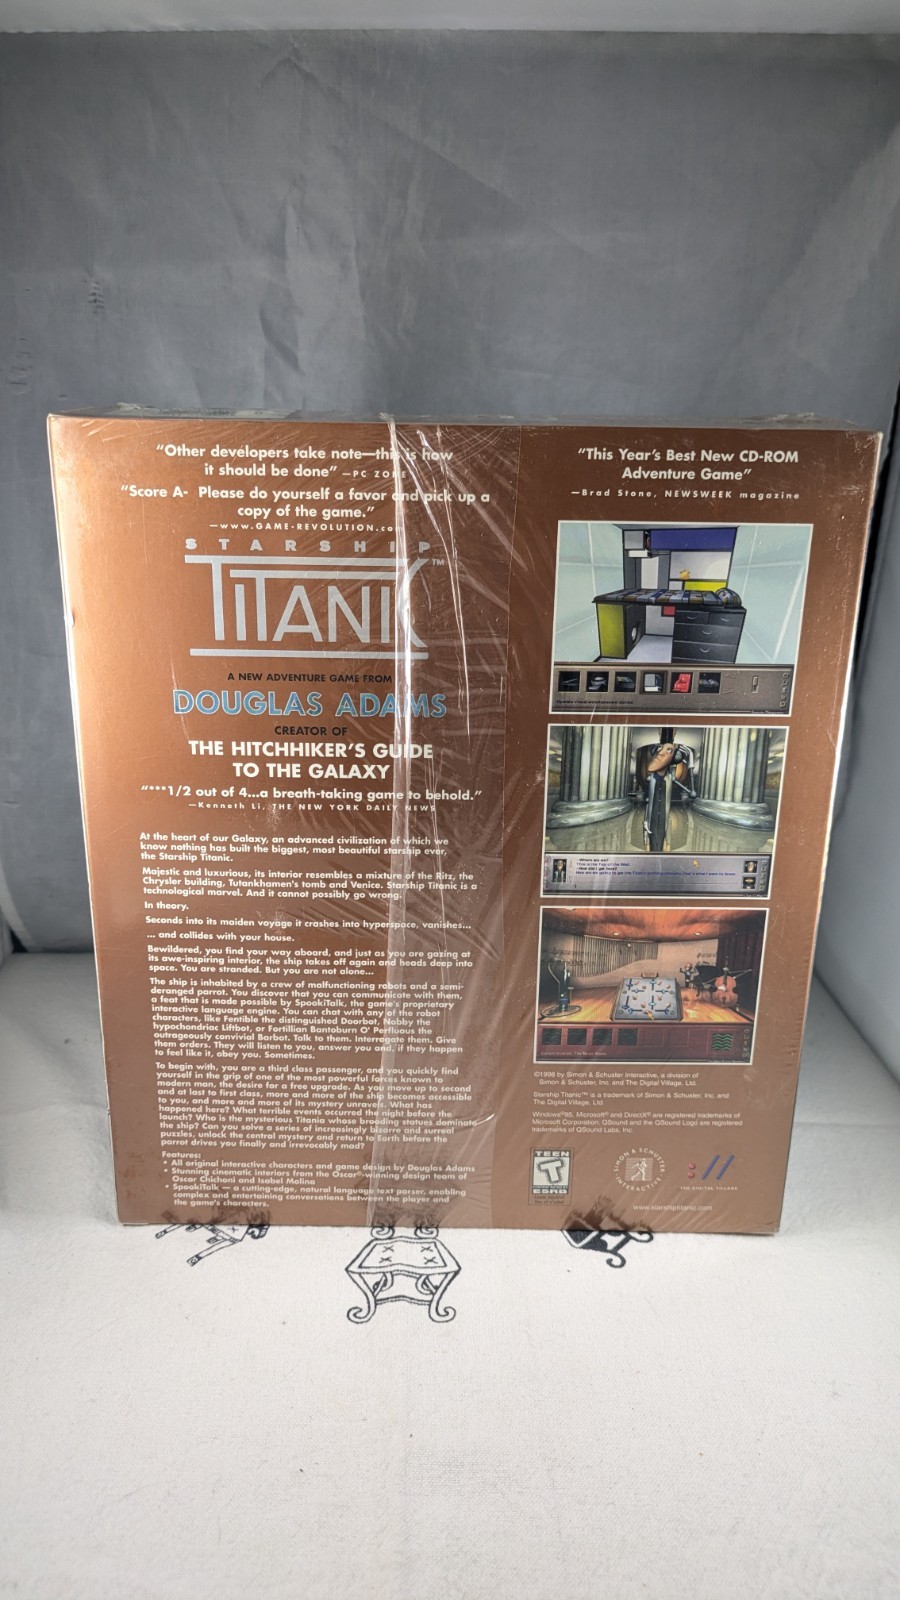 “Other developers take note—this is how
it should be done” —PC ZONE
“Score A- Please do yourself a favor and pick up a
copy of the game.”
—www.GAME-REVOLUTION.com
STARSHIP
TITANIC™
A NEW ADVENTURE GAME FROM
DOUGLAS ADAMS
CREATOR OF
THE HITCHHIKER'S GUIDE
TO THE GALAXY
“***1/2 out of 4...a breath-taking game to behold.”
—Kenneth Li, THE NEW YORK DAILY NEWS
At the heart of our Galaxy, an advanced civilization of which we
know nothing has built the biggest, most beautiful starship ever,
the Starship Titanic.
Majestic and luxurious, its interior resembles a mixture of the Ritz, the
Chrysler building, Tutankhamen's tomb and Venice. Starship Titanic is a
technological marvel. And it cannot possibly go wrong.
In theory.
Seconds into its maiden voyage it crashes into hyperspace, vanishes...
... and collides with your house.
Bewildered, you find your way aboard, and just as you are gazing at
its awe-inspiring interior, the ship takes off again and heads deep into
space. You are stranded. But you are not alone...
The ship is inhabited by a crew of malfunctioning robots and a semi-
deranged parrot. You discover that you can communicate with them,
a feat that is made possible by SpookiTalk, the game's proprietary
interactive language engine. You can chat with any of the robot
characters, like Fentible the distinguished Doorbot, Nobby the
hypochondriac Liftbot, or Fortillian Bantoburn O' Perfluous the
outrageously convivial Barbot. Talk to them. Interrogate them. Give
them orders. They will listen to you, answer you and, if they happen
to feel like it, obey you. Sometimes.
To begin with, you are a third class passenger, and you quickly find
yourself in the grip of one of the most powerful forces known to
modern man, the desire for a free upgrade. As you move up to second
and at last to first class, more and more of the ship becomes accessible
to you, and more and more of its mystery unravels. What has
happened here? What terrible events occurred the night before the
launch? Who is the mysterious Titania whose brooding statues dominate
the ship? Can you solve a series of increasingly bizarre and surreal
puzzles, unlock the central mystery and return to Earth before the
parrot drives you finally and irrevocably mad?
Features:
• All original interactive characters and game design by Douglas Adams
• Stunning cinematic interiors from the Oscar®-winning design team of
Oscar Chichoni and Isabel Molina
• SpookiTalk — a cutting-edge, natural language text parser, enabling
complex and entertaining conversations between the player and
the game's characters.
“This Year's Best New CD-ROM
Adventure Game”
—Brad Stone, NEWSWEEK magazine
©1998 by Simon & Schuster Interactive, a division of
Simon & Schuster, Inc. and The Digital Village, Ltd.
Starship Titanic™ is a trademark of Simon & Schuster, Inc. and
The Digital Village, Ltd.
Windows®95, Microsoft® and DirectX® are registered trademarks of
Microsoft Corporation. QSound and the QSound Logo are registered
trademarks of QSound Labs, Inc.
TEEN
T
ESRB
SIMON & SCHUSTER
INTERACTIVE
THE DIGITAL VILLAGE
www.starshiptitanic.com